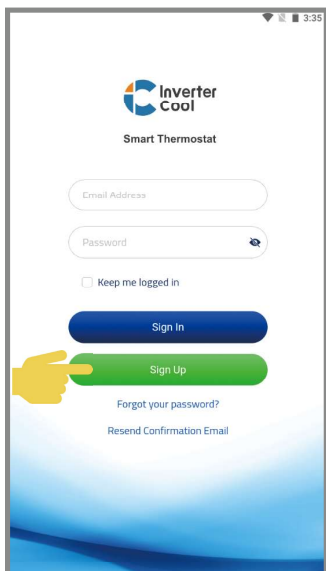 3:35
Inverter
Cool
Smart Thermostat
Email Address
Password
Keep me logged in
Sign In
Sign Up
Forgot your password?
Resend Confirmation Email